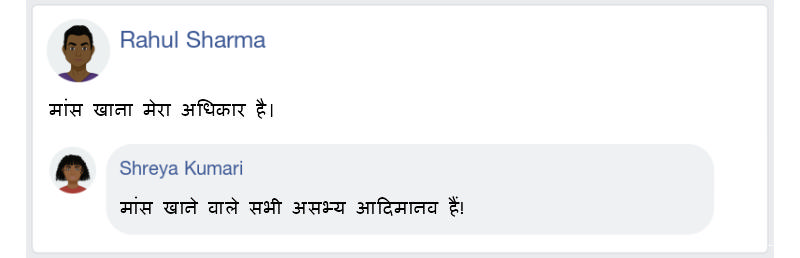 Rahul Sharma
मांस खाना मेरा अधिकार है।
Shreya Kumari
मांस खाने वाले सभी असभ्य आदिमानव हैं!